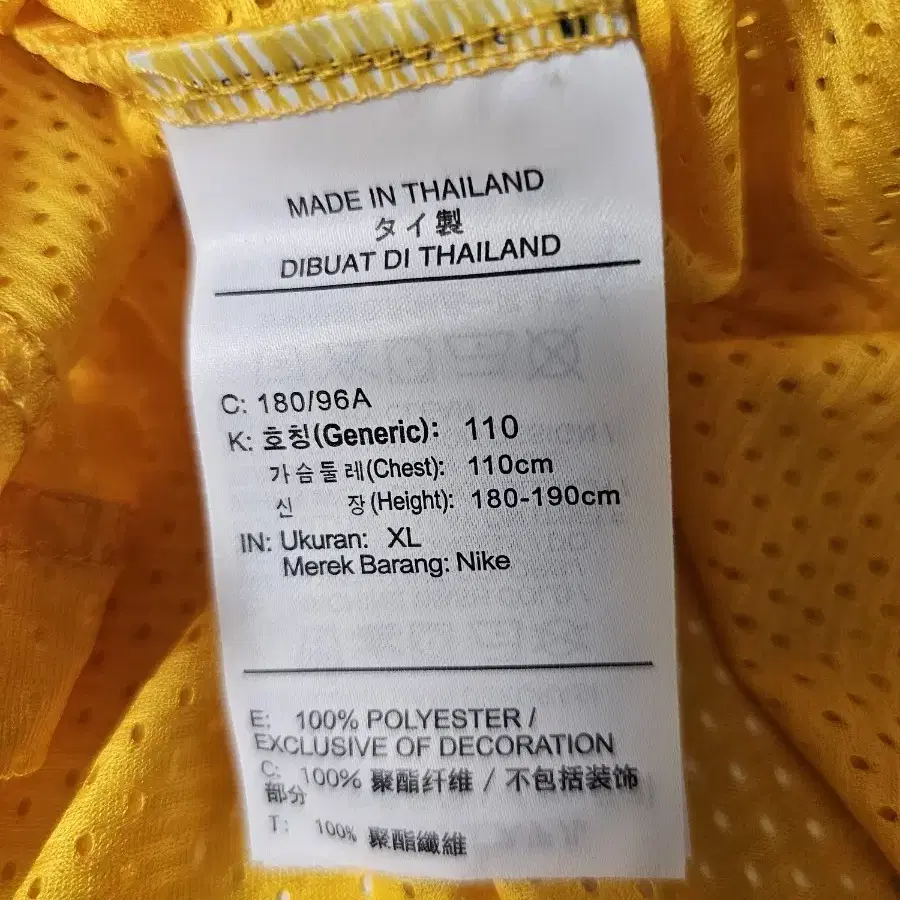 MADE IN THAILAND
タイ製
DIBUAT DI THAILAND
C: 180/96A
K: 호칭(Generic): 110
가슴둘레(Chest): 110cm
신 장(Height): 180-190cm
IN: Ukuran: XL
Merek Barang: Nike
E: 100% POLYESTER /
EXCLUSIVE OF DECORATION
C: 100% 聚酯纤维 / 不包括装饰
部分
T: 100% 聚酯纖維